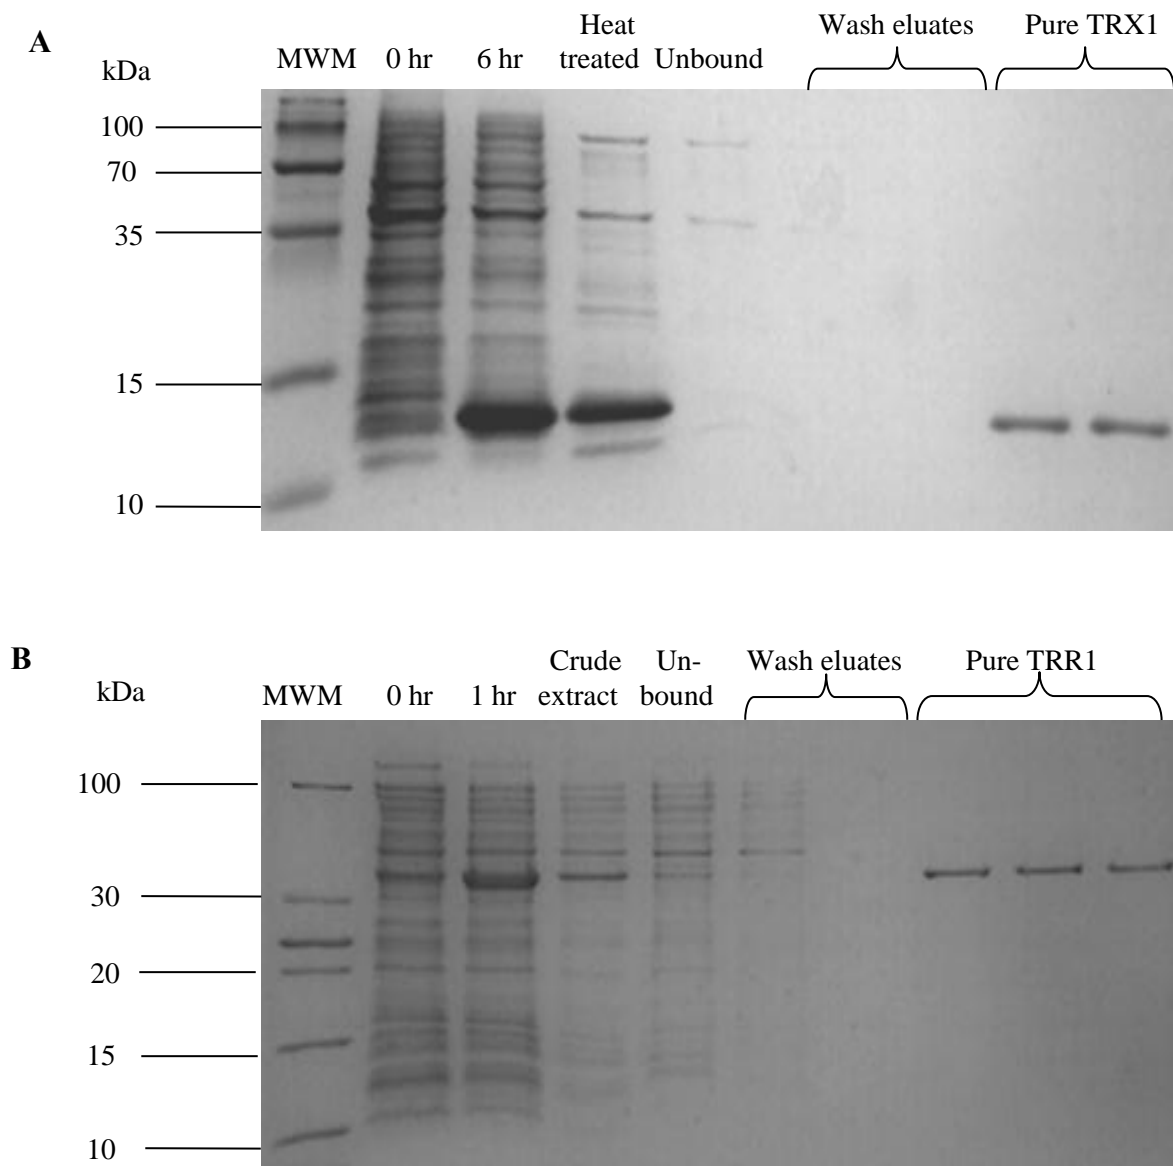 A
kDa
MWM
0 hr
6 hr
Heat
treated
Unbound
Wash eluates
Pure TRX1
100
70
35
15
10
B
kDa
MWM
0 hr
1 hr
Crude
extract
Un-
bound
Wash eluates
Pure TRR1
100
30
20
15
10